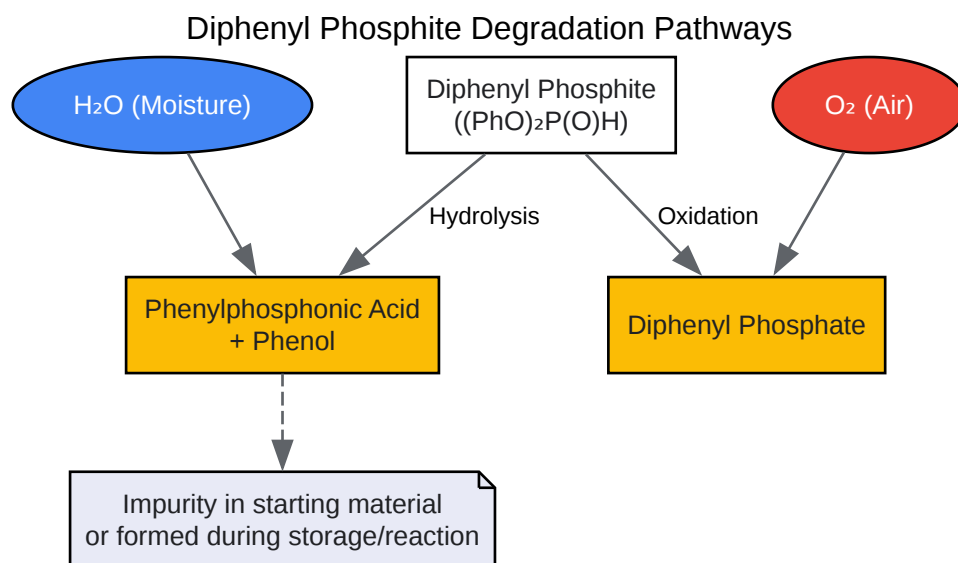 Diphenyl Phosphite Degradation Pathways
H₂O (Moisture)
Diphenyl Phosphite
((PhO)₂P(O)H)
O₂ (Air)
Hydrolysis
Oxidation
Phenylphosphonic Acid
+ Phenol
Diphenyl Phosphate
Impurity in starting material
or formed during storage/reaction